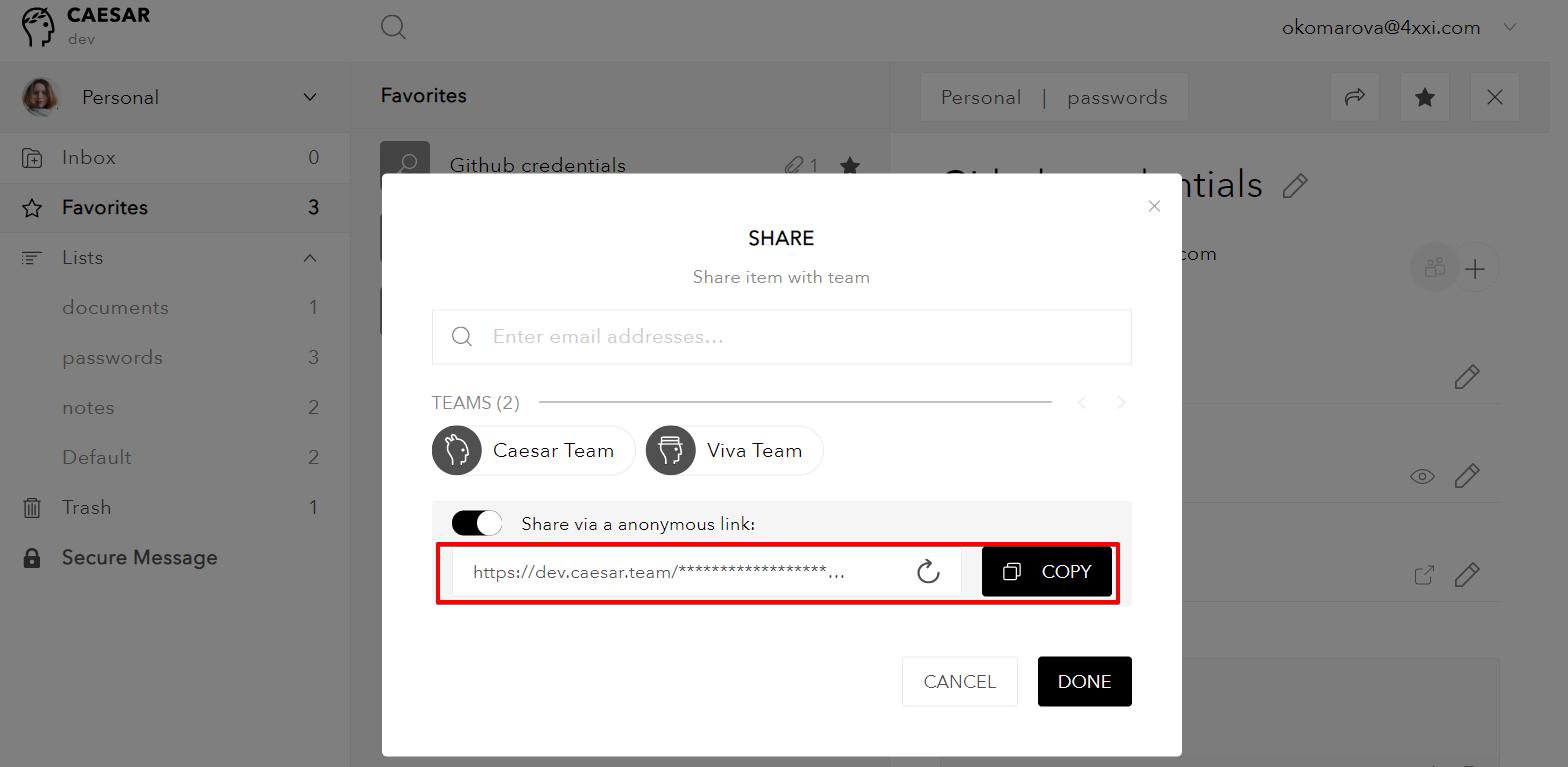 CAESAR
dev
okomarova@4xxi.com
Personal
Inbox 0
Favorites 3
Lists
documents 1
passwords 3
notes 2
Default 2
Trash 1
Secure Message
Favorites
Github credentials 1
Personal | passwords
ntials
com
SHARE
Share item with team
Enter email addresses...
TEAMS (2)
Caesar Team Viva Team
Share via a anonymous link:
https://dev.caesar.team/******************... COPY
CANCEL DONE